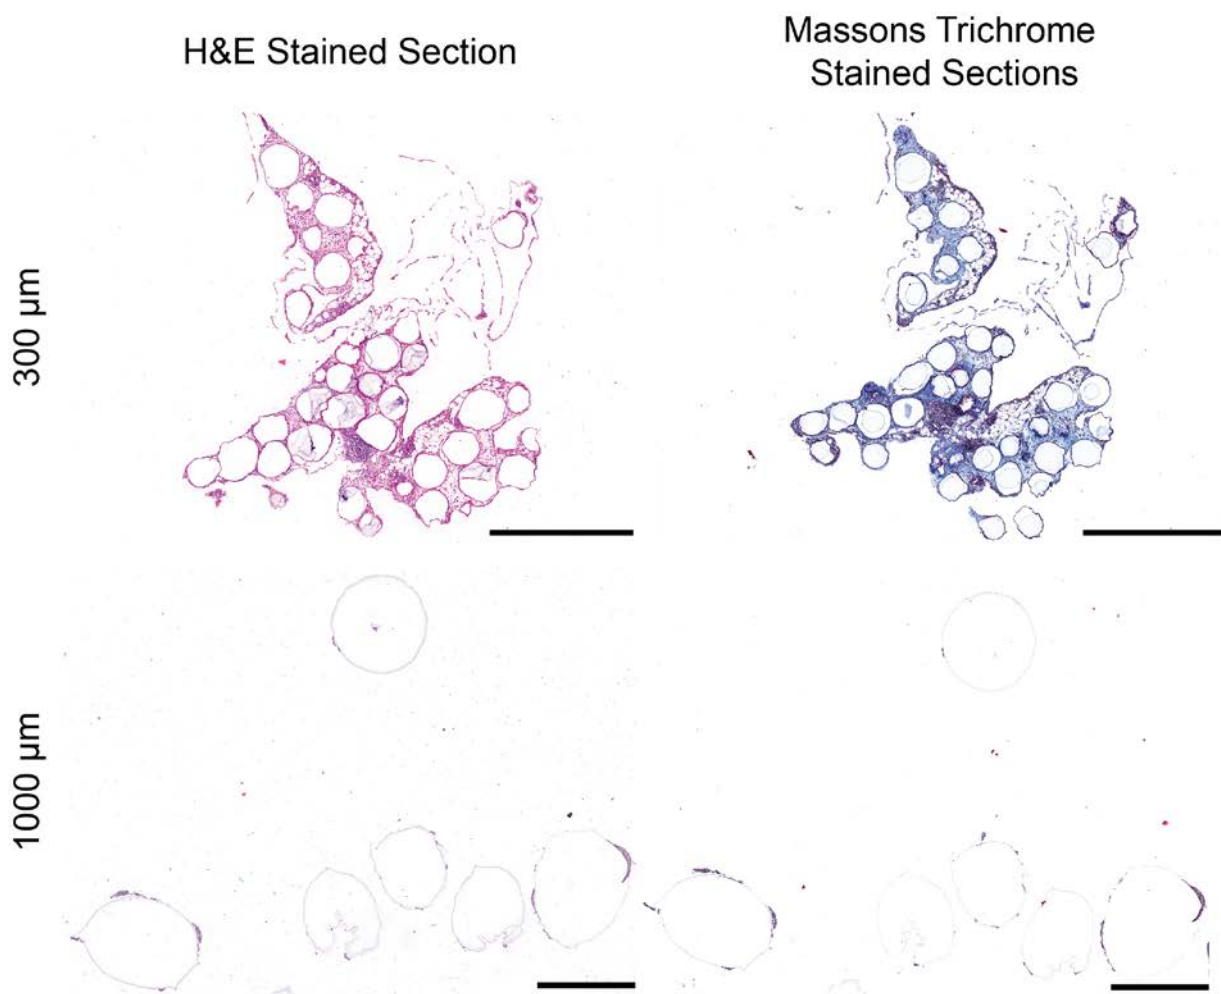 H&E Stained Section
Massons Trichrome
Stained Sections
300 µm
1000 µm